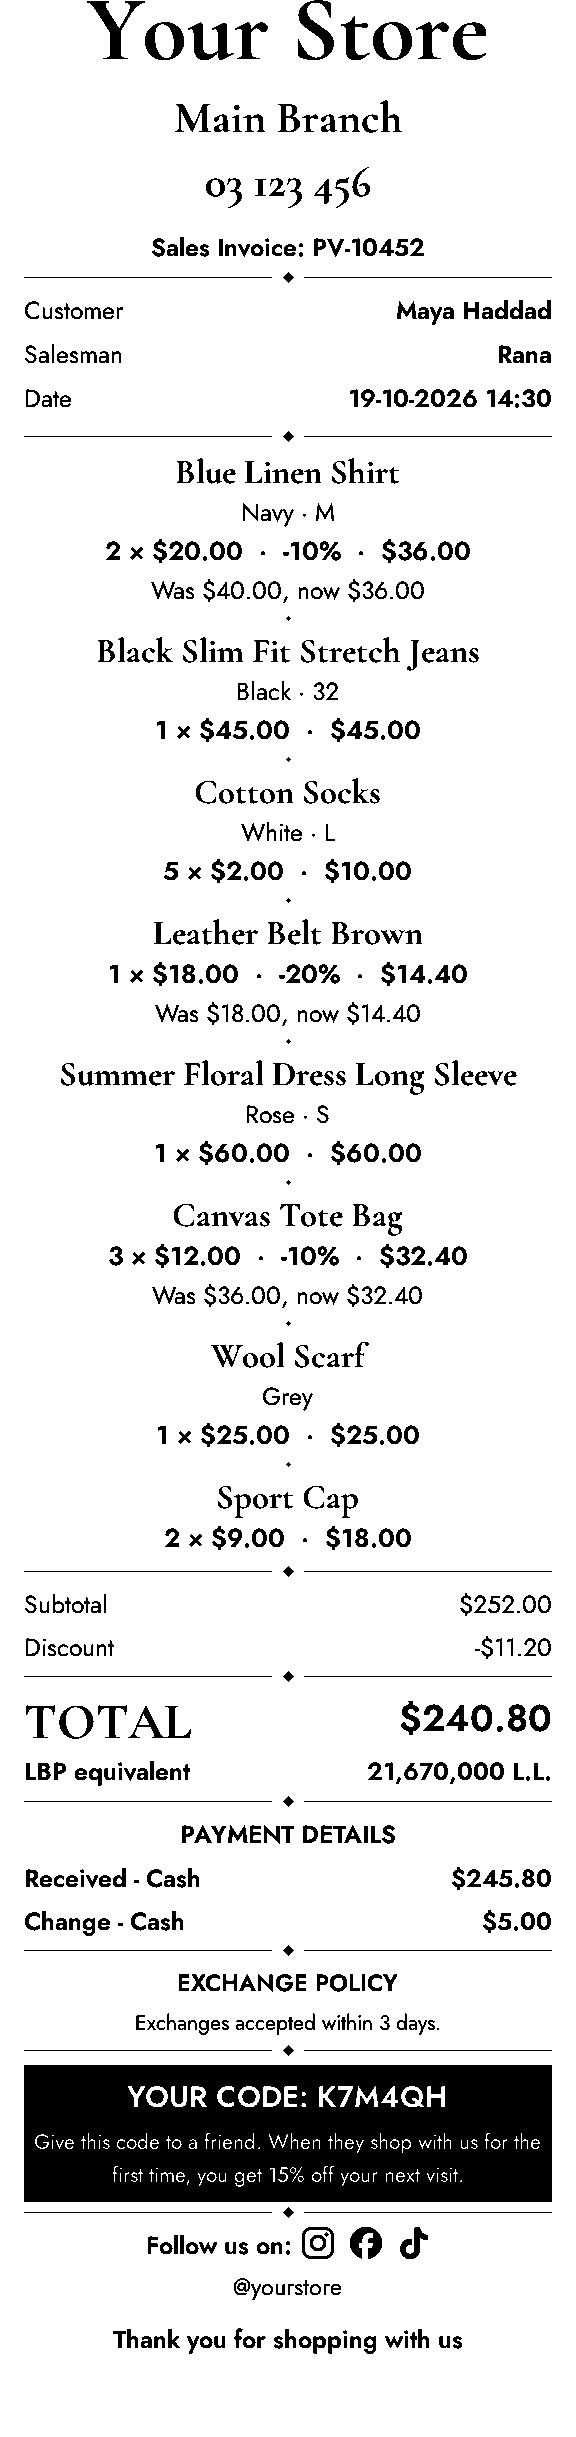 Your Store
Main Branch
03 123 456
Sales Invoice: PV-10452
Customer Maya Haddad
Salesman Rana
Date 19-10-2026 14:30
Blue Linen Shirt
Navy · M
2 × $20.00 · -10% · $36.00
Was $40.00, now $36.00
Black Slim Fit Stretch Jeans
Black · 32
1 × $45.00 · $45.00
Cotton Socks
White · L
5 × $2.00 · $10.00
Leather Belt Brown
1 × $18.00 · -20% · $14.40
Was $18.00, now $14.40
Summer Floral Dress Long Sleeve
Rose · S
1 × $60.00 · $60.00
Canvas Tote Bag
3 × $12.00 · -10% · $32.40
Was $36.00, now $32.40
Wool Scarf
Grey
1 × $25.00 · $25.00
Sport Cap
2 × $9.00 · $18.00
Subtotal $252.00
Discount -$11.20
TOTAL $240.80
LBP equivalent 21,670,000 L.L.
PAYMENT DETAILS
Received - Cash $245.80
Change - Cash $5.00
EXCHANGE POLICY
Exchanges accepted within 3 days.
YOUR CODE: K7M4QH
Give this code to a friend. When they shop with us for the
first time, you get 15% off your next visit.
Follow us on:
@yourstore
Thank you for shopping with us